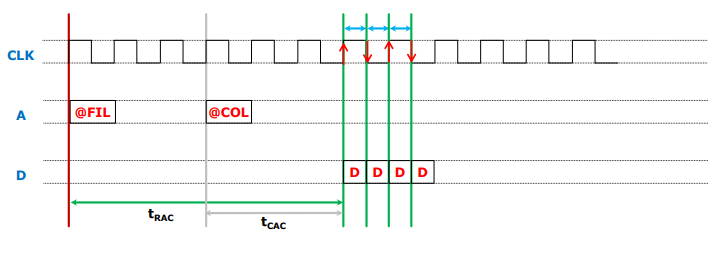 CLK
A @FIL @COL
D D D D D
tRAC
tCAC